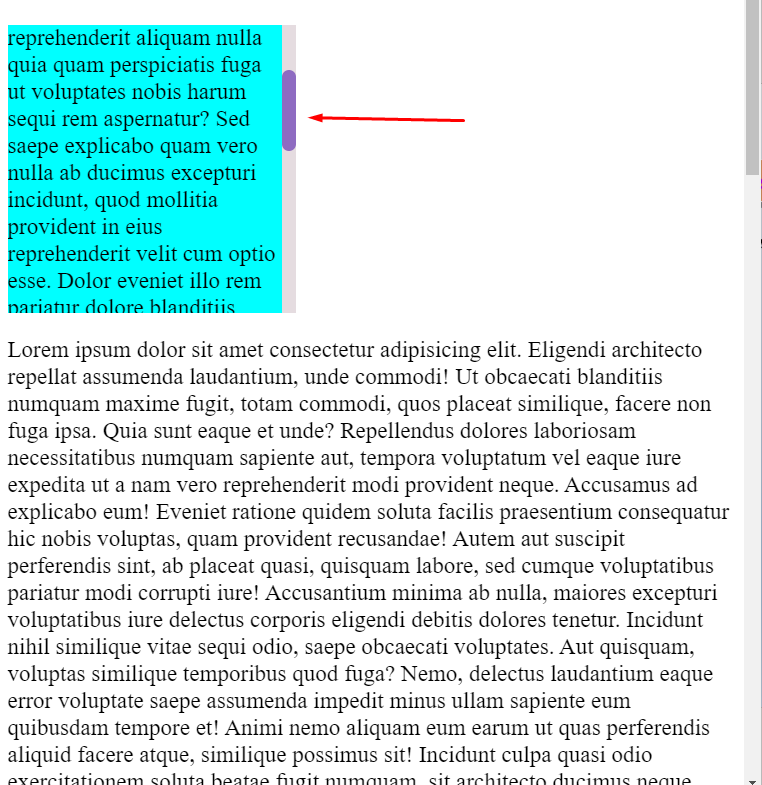 reprehenderit aliquam nulla
quia quam perspiciatis fuga
ut voluptates nobis harum
sequi rem aspernatur? Sed
saepe explicabo quam vero
nulla ab ducimus excepturi
incidunt, quod mollitia
provident in eius
reprehenderit velit cum optio
esse. Dolor eveniet illo rem
pariatur dolore blanditiis
Lorem ipsum dolor sit amet consectetur adipisicing elit. Eligendi architecto
repellat assumenda laudantium, unde commodi! Ut obcaecati blanditiis
numquam maxime fugit, totam commodi, quos placeat similique, facere non
fuga ipsa. Quia sunt eaque et unde? Repellendus dolores laboriosam
necessitatibus numquam sapiente aut, tempora voluptatum vel eaque iure
expedita ut a nam vero reprehenderit modi provident neque. Accusamus ad
explicabo eum! Eveniet ratione quidem soluta facilis praesentium consequatur
hic nobis voluptas, quam provident recusandae! Autem aut suscipit
perferendis sint, ab placeat quasi, quisquam labore, sed cumque voluptatibus
pariatur modi corrupti iure! Accusantium minima ab nulla, maiores excepturi
voluptatibus iure delectus corporis eligendi debitis dolores tenetur. Incidunt
nihil similique vitae sequi odio, saepe obcaecati voluptates. Aut quisquam,
voluptas similique temporibus quod fuga? Nemo, delectus laudantium eaque
error voluptate saepe assumenda impedit minus ullam sapiente eum
quibusdam tempore et! Animi nemo aliquam eum earum ut quas perferendis
aliquid facere atque, similique possimus sit! Incidunt culpa quasi odio
exercitationem soluta beatae fugit numquam, sit architecto ducimus neque